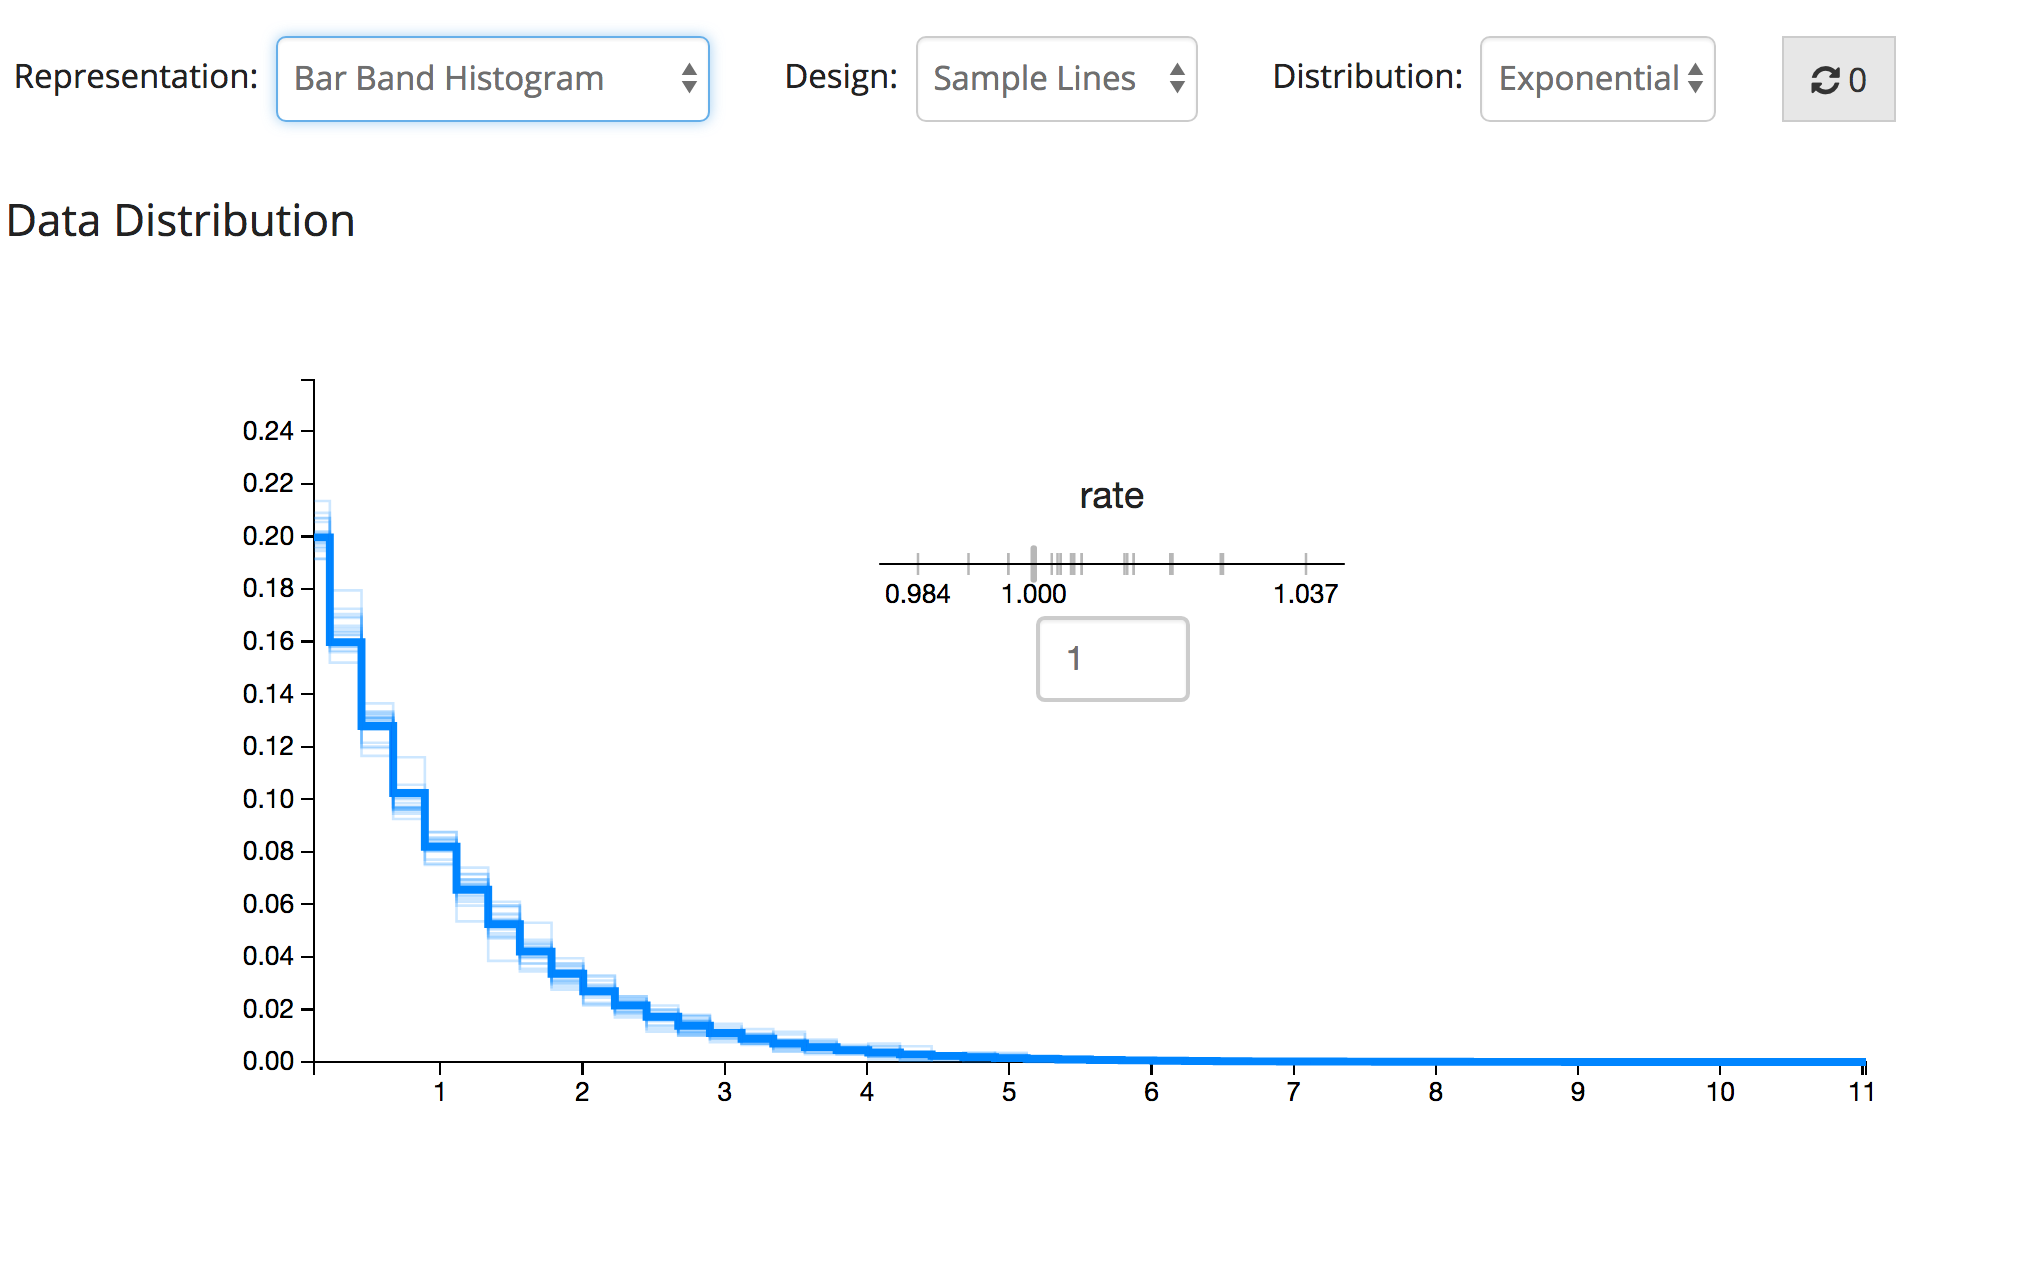 Representation: Bar Band Histogram Design: Sample Lines Distribution: Exponential 0
Data Distribution
rate
0.984 1.000 1.037
1
0.24
0.22
0.20
0.18
0.16
0.14
0.12
0.10
0.08
0.06
0.04
0.02
0.00
1 2 3 4 5 6 7 8 9 10 11